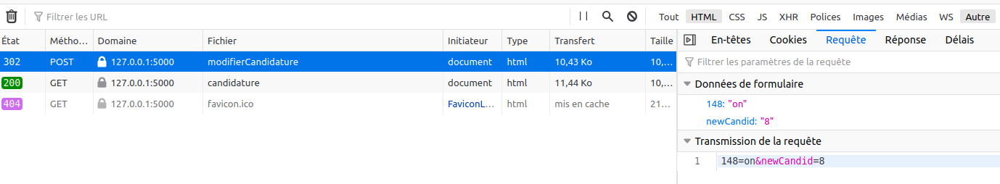 Filtrer les URL Tout HTML CSS JS XHR Polices Images Médias WS Autre
État Métho… Domaine Fichier Initiateur Type Transfert Taille
302 POST 127.0.0.1:5000 modifierCandidature document html 10,43 Ko 10,…
200 GET 127.0.0.1:5000 candidature document html 11,44 Ko 10,…
404 GET 127.0.0.1:5000 favicon.ico FaviconL… html mis en cache 21…
En-têtes Cookies Requête Réponse Délais
Filtrer les paramètres de la requête
Données de formulaire
148: "on"
newCandid: "8"
Transmission de la requête
1 148=on&newCandid=8